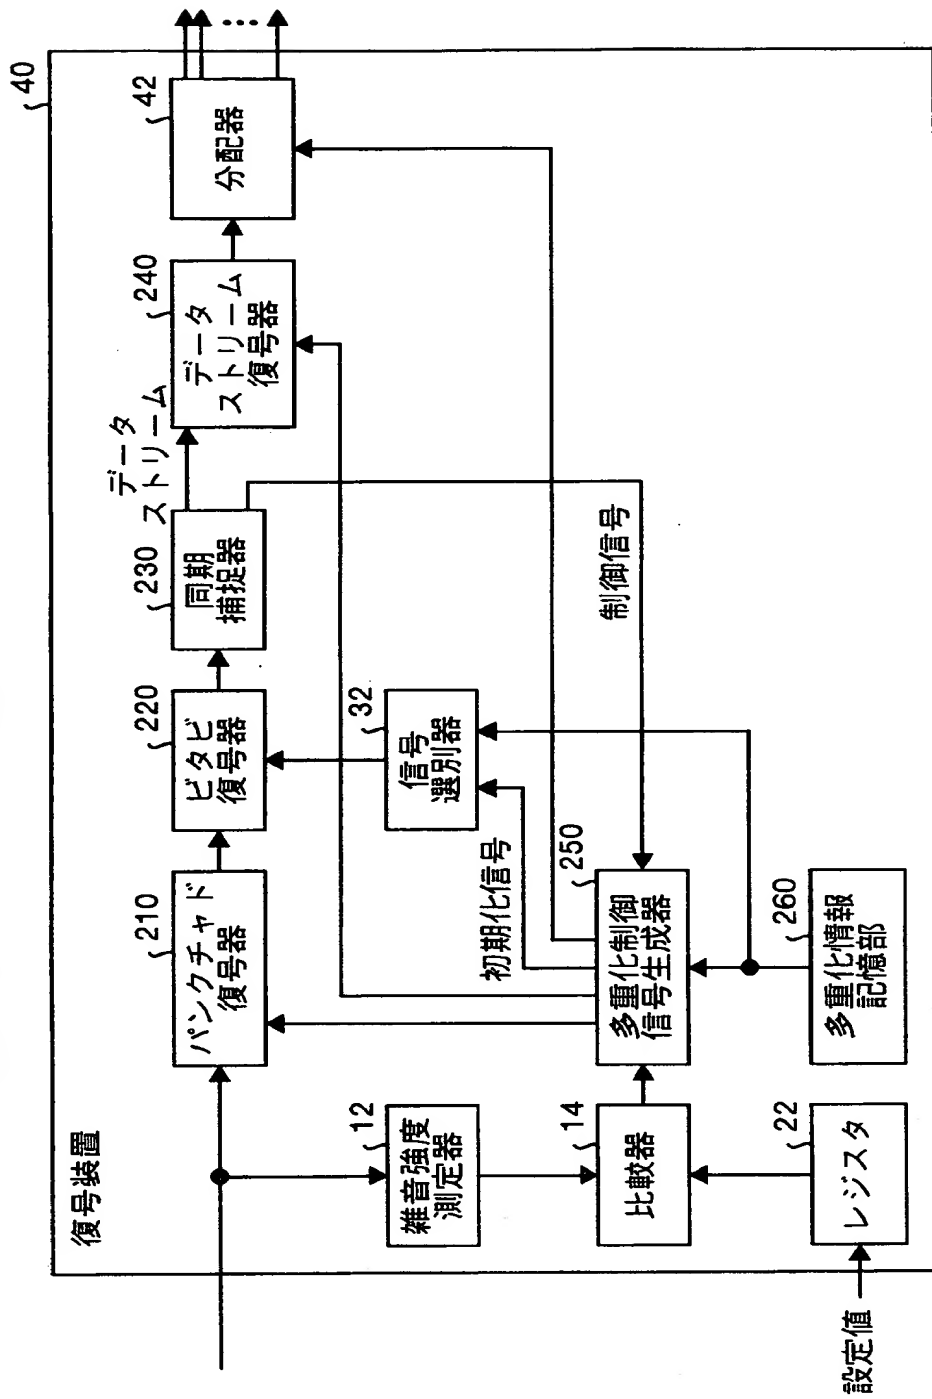 復号装置
40
パンクチャド
復号器
210
ビタビ
復号器
220
同期
捕捉器
230
データ
ストリーム
データ
ストリーム
復号器
240
分配器
42
…
雑音強度
測定器
12
信号
選別器
32
初期化信号
制御信号
比較器
14
多重化制御
信号生成器
250
レジスタ
22
多重化情報
記憶部
260
設定値